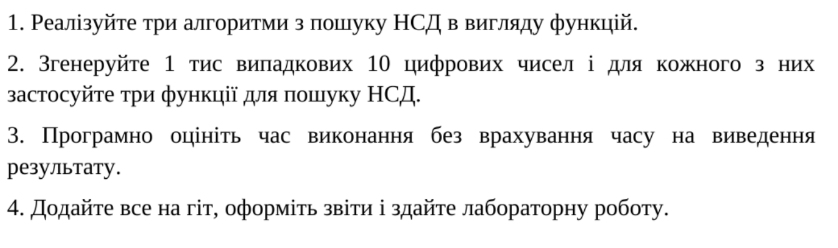 1. Реалізуйте три алгоритми з пошуку НСД в вигляду функцій.
2. Згенеруйте 1 тис випадкових 10 цифрових чисел і для кожного з них
застосуйте три функції для пошуку НСД.
3. Програмно оцініть час виконання без врахування часу на виведення
результату.
4. Додайте все на гіт, оформіть звіти і здайте лабораторну роботу.